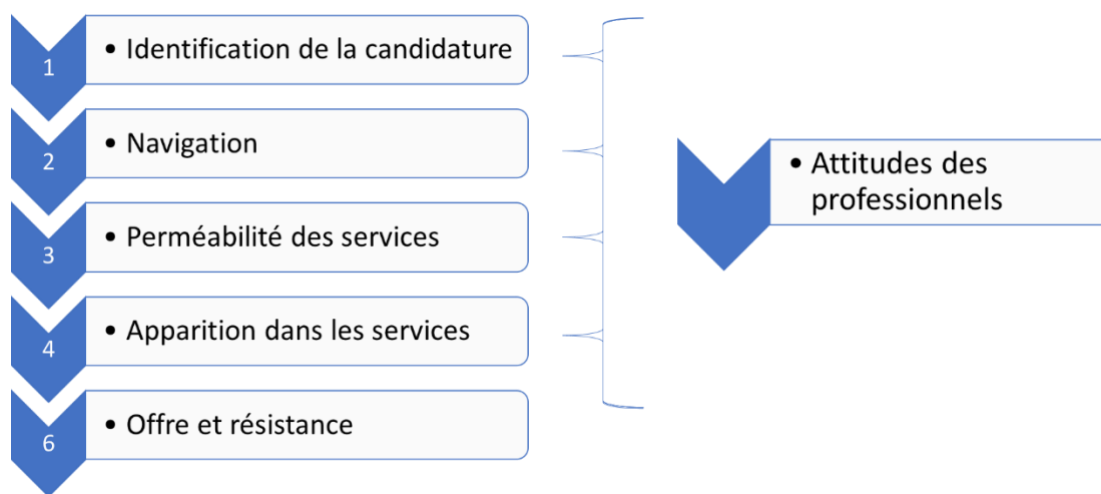 1
• Identification de la candidature
2
• Navigation
3
• Perméabilité des services
4
• Apparition dans les services
6
• Offre et résistance
• Attitudes des
professionnels